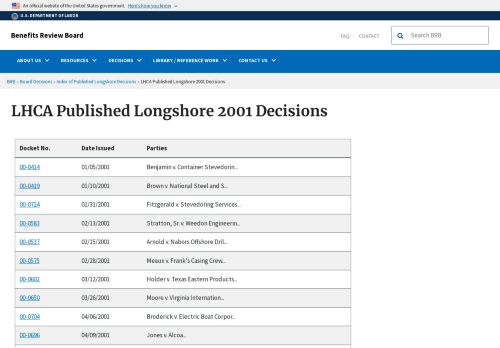 An official website of the United States government. Here's how you know
U.S. DEPARTMENT OF LABOR
Benefits Review Board
FAQ CONTACT
Search BRB
ABOUT US RESOURCES DECISIONS LIBRARY / REFERENCE WORK CONTACT US
BRB › Board Decisions › Index of Published Longshore Decisions › LHCA Published Longshore 2001 Decisions
LHCA Published Longshore 2001 Decisions
Docket No. Date Issued Parties
00-0414 01/05/2001 Benjamin v. Container Stevedorin...
00-0419 01/10/2001 Brown v. National Steel and S...
00-0724 01/31/2001 Fitzgerald v. Stevedoring Services...
00-0583 02/13/2001 Stratton, Sr. v. Weedon Engineerin...
00-0537 02/15/2001 Arnold v. Nabors Offshore Dril...
00-0575 02/28/2001 Meaux v. Frank's Casing Crew...
00-0602 03/12/2001 Holder v. Texas Eastern Products...
00-0650 03/26/2001 Moore v. Virginia Internation...
00-0704 04/06/2001 Broderick v. Electric Boat Corpor...
00-0696 04/09/2001 Jones v. Alcoa...